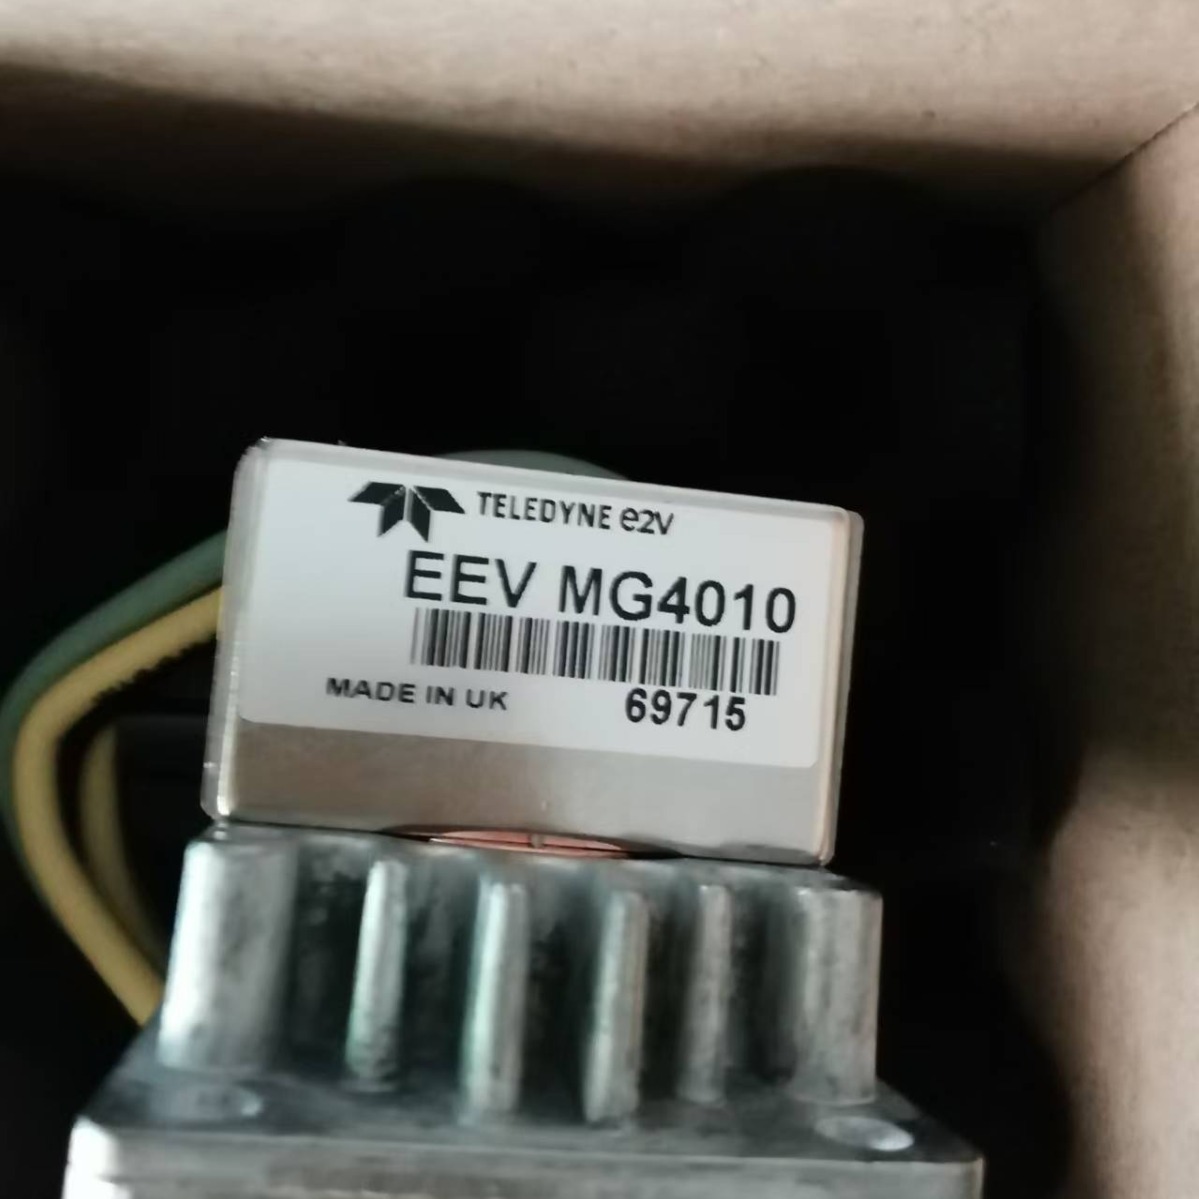 TELEDYNE e2v
EEV MG4010
MADE IN UK 69715